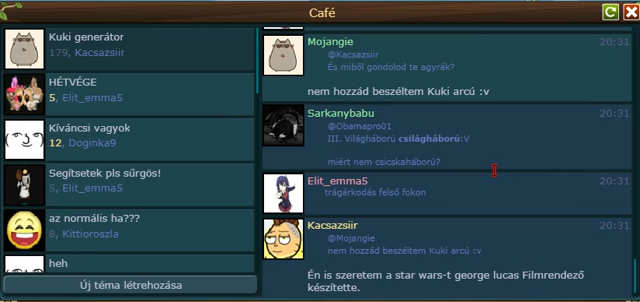 Café
Kuki generátor
179, Kacsazsiir
HÉTVÉGE
5, Elit_emma5
Kíváncsi vagyok
12, Doginka9
Segítsetek pls sűrgös!
5, Elit_emma5
az normális ha???
8, Kittioroszla
heh
Új téma létrehozása
Mojangie 20:31
@Kacsazsiir
És miből gondolod te agyrák?
nem hozzád beszéltem Kuki arcú :v
Sarkanybabu 20:31
@Obamapro01
III. Világháború csilágháború:V
miért nem csicskaháború?
Elit_emma5 20:31
trágárkodás felső fokon
Kacsazsiir 20:31
@Mojangie
nem hozzád beszéltem Kuki arcú :v
Én is szeretem a star wars-t george lucas Filmrendező
készítette.